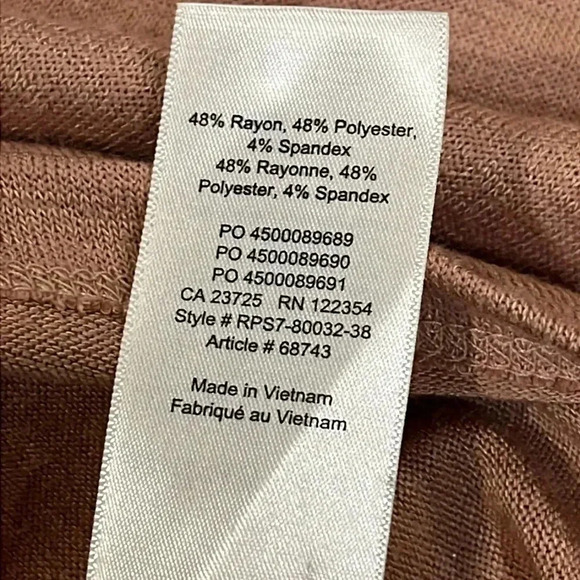 48% Rayon, 48% Polyester,
4% Spandex
48% Rayonne, 48%
Polyester, 4% Spandex
PO 4500089689
PO 4500089690
PO 4500089691
CA 23725 RN 122354
Style # RPS7-80032-38
Article # 68743
Made in Vietnam
Fabriqué au Vietnam